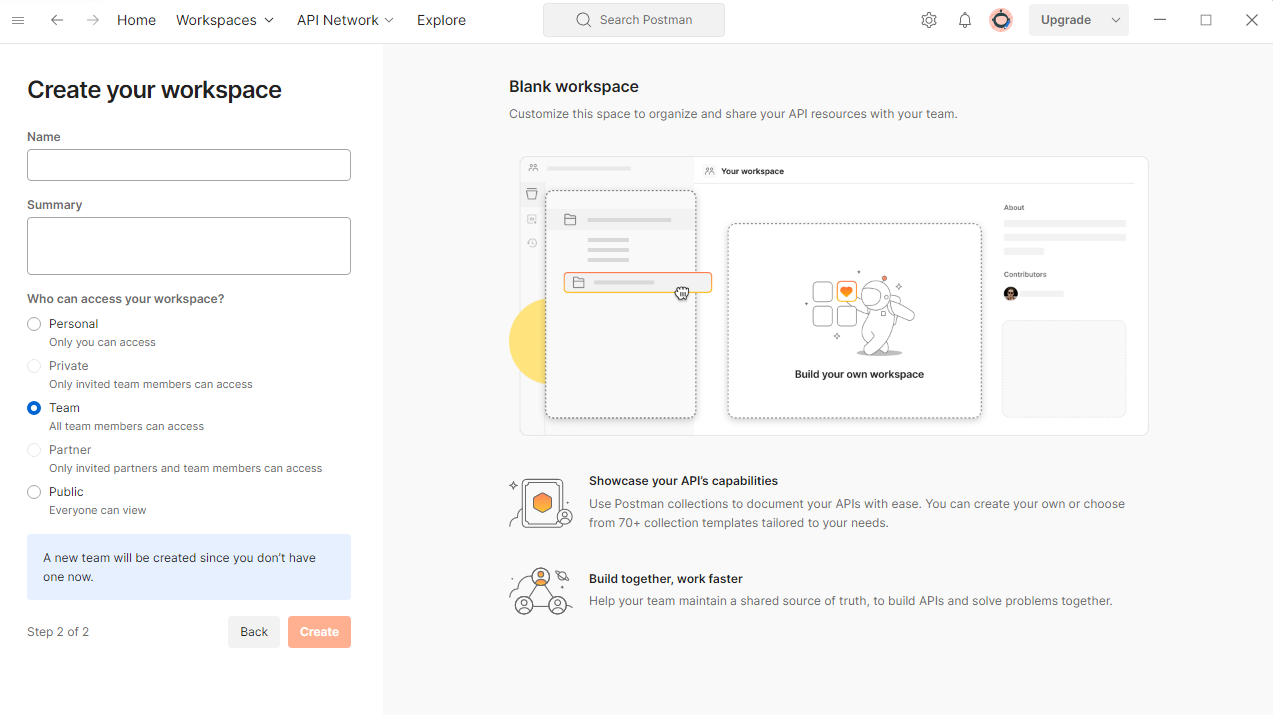 Home Workspaces API Network Explore Search Postman Upgrade
Create your workspace
Name
Summary
Who can access your workspace?
Personal
Only you can access
Private
Only invited team members can access
Team
All team members can access
Partner
Only invited partners and team members can access
Public
Everyone can view
A new team will be created since you don't have
one now.
Step 2 of 2 Back Create
Blank workspace
Customize this space to organize and share your API resources with your team.
Your workspace
About
Contributors
Build your own workspace
Showcase your API's capabilities
Use Postman collections to document your APIs with ease. You can create your own or choose
from 70+ collection templates tailored to your needs.
Build together, work faster
Help your team maintain a shared source of truth, to build APIs and solve problems together.